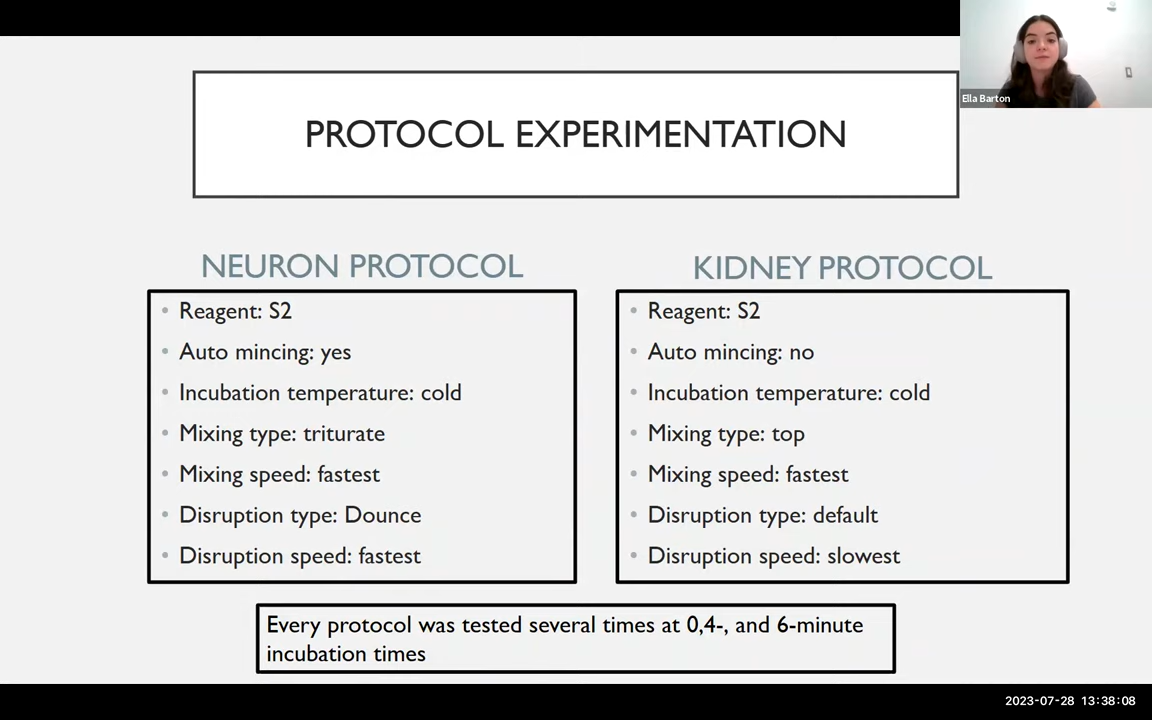 Ella Barton
PROTOCOL EXPERIMENTATION
NEURON PROTOCOL
• Reagent: S2
• Auto mincing: yes
• Incubation temperature: cold
• Mixing type: triturate
• Mixing speed: fastest
• Disruption type: Dounce
• Disruption speed: fastest
KIDNEY PROTOCOL
• Reagent: S2
• Auto mincing: no
• Incubation temperature: cold
• Mixing type: top
• Mixing speed: fastest
• Disruption type: default
• Disruption speed: slowest
Every protocol was tested several times at 0,4-, and 6-minute
incubation times
2023-07-28 13:38:08